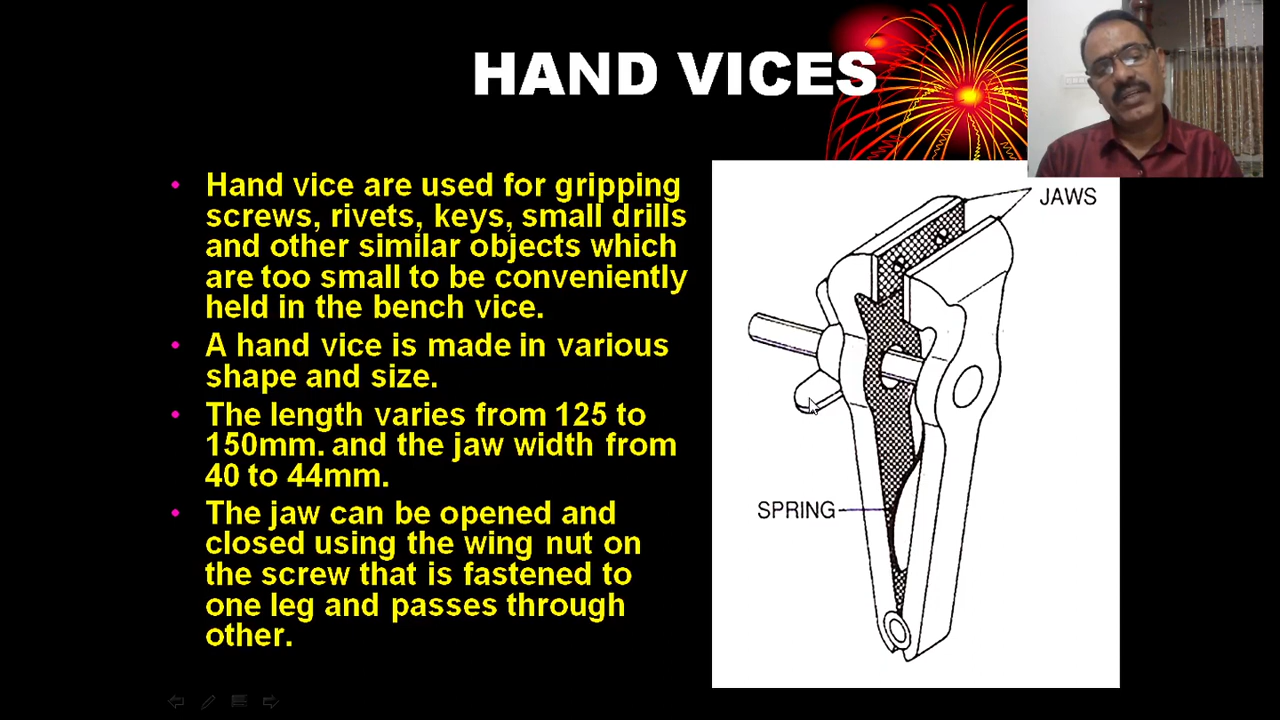 HAND VICES
• Hand vice are used for gripping
screws, rivets, keys, small drills
and other similar objects which
are too small to be conveniently
held in the bench vice.
• A hand vice is made in various
shape and size.
• The length varies from 125 to
150mm. and the jaw width from
40 to 44mm.
• The jaw can be opened and
closed using the wing nut on
the screw that is fastened to
one leg and passes through
other.
JAWS
SPRING